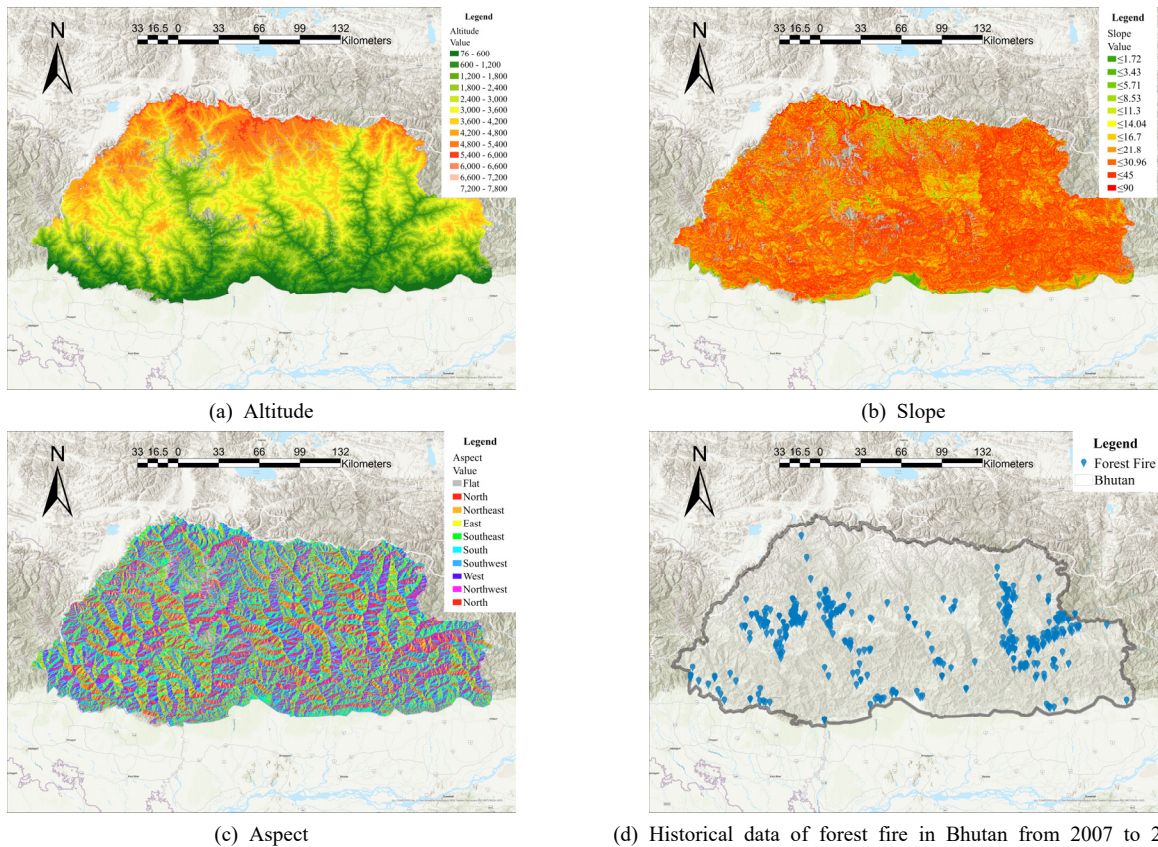 Legend
Altitude
Value
76 - 600
600 - 1,200
1,200 - 1,800
1,800 - 2,400
2,400 - 3,000
3,000 - 3,600
3,600 - 4,200
4,200 - 4,800
4,800 - 5,400
5,400 - 6,000
6,000 - 6,600
6,600 - 7,200
7,200 - 7,800
N
33 16.5 0 33 66 99 132
Kilometers
(a) Altitude
Legend
Slope
Value
≤1.72
≤3.43
≤5.71
≤8.53
≤11.3
≤14.04
≤16.7
≤21.8
≤30.96
≤45
≤90
N
33 16.5 0 33 66 99 132
Kilometers
(b) Slope
Legend
Aspect
Value
Flat
North
Northeast
East
Southeast
South
Southwest
West
Northwest
North
N
33 16.5 0 33 66 99 132
Kilometers
(c) Aspect
Legend
Forest Fire
Bhutan
N
33 16.5 0 33 66 99 132
Kilometers
(d) Historical data of forest fire in Bhutan from 2007 to 2